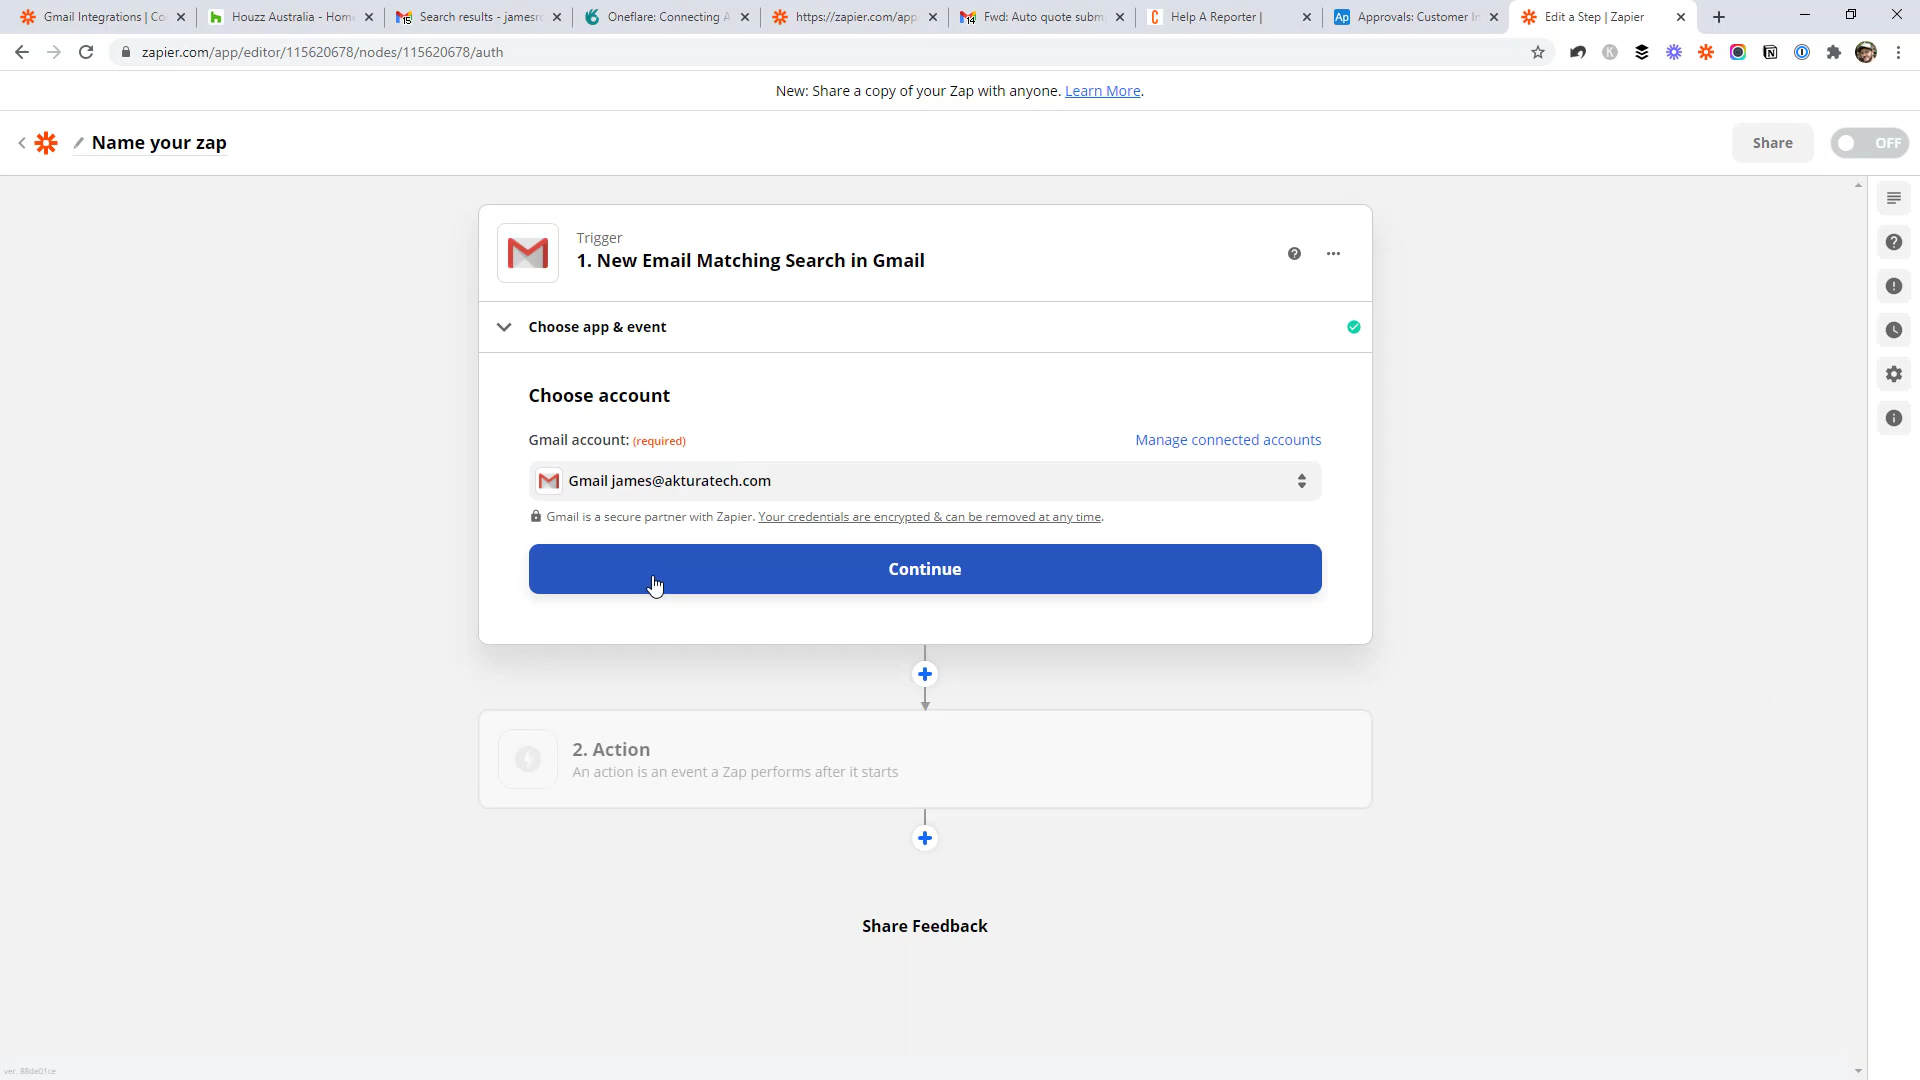 Gmail Integrations | Co
Houzz Australia - Hom
Search results - jamesro
Oneflare: Connecting A
https://zapier.com/app
Fwd: Auto quote subm
Help A Reporter |
Approvals: Customer In
Edit a Step | Zapier
zapier.com/app/editor/115620678/nodes/115620678/auth
New: Share a copy of your Zap with anyone. Learn More.
Name your zap
Share
OFF
Trigger
1. New Email Matching Search in Gmail
Choose app & event
Choose account
Gmail account: (required)
Manage connected accounts
Gmail james@akturatech.com
Gmail is a secure partner with Zapier. Your credentials are encrypted & can be removed at any time.
Continue
2. Action
An action is an event a Zap performs after it starts
Share Feedback
ver. 88de01ce